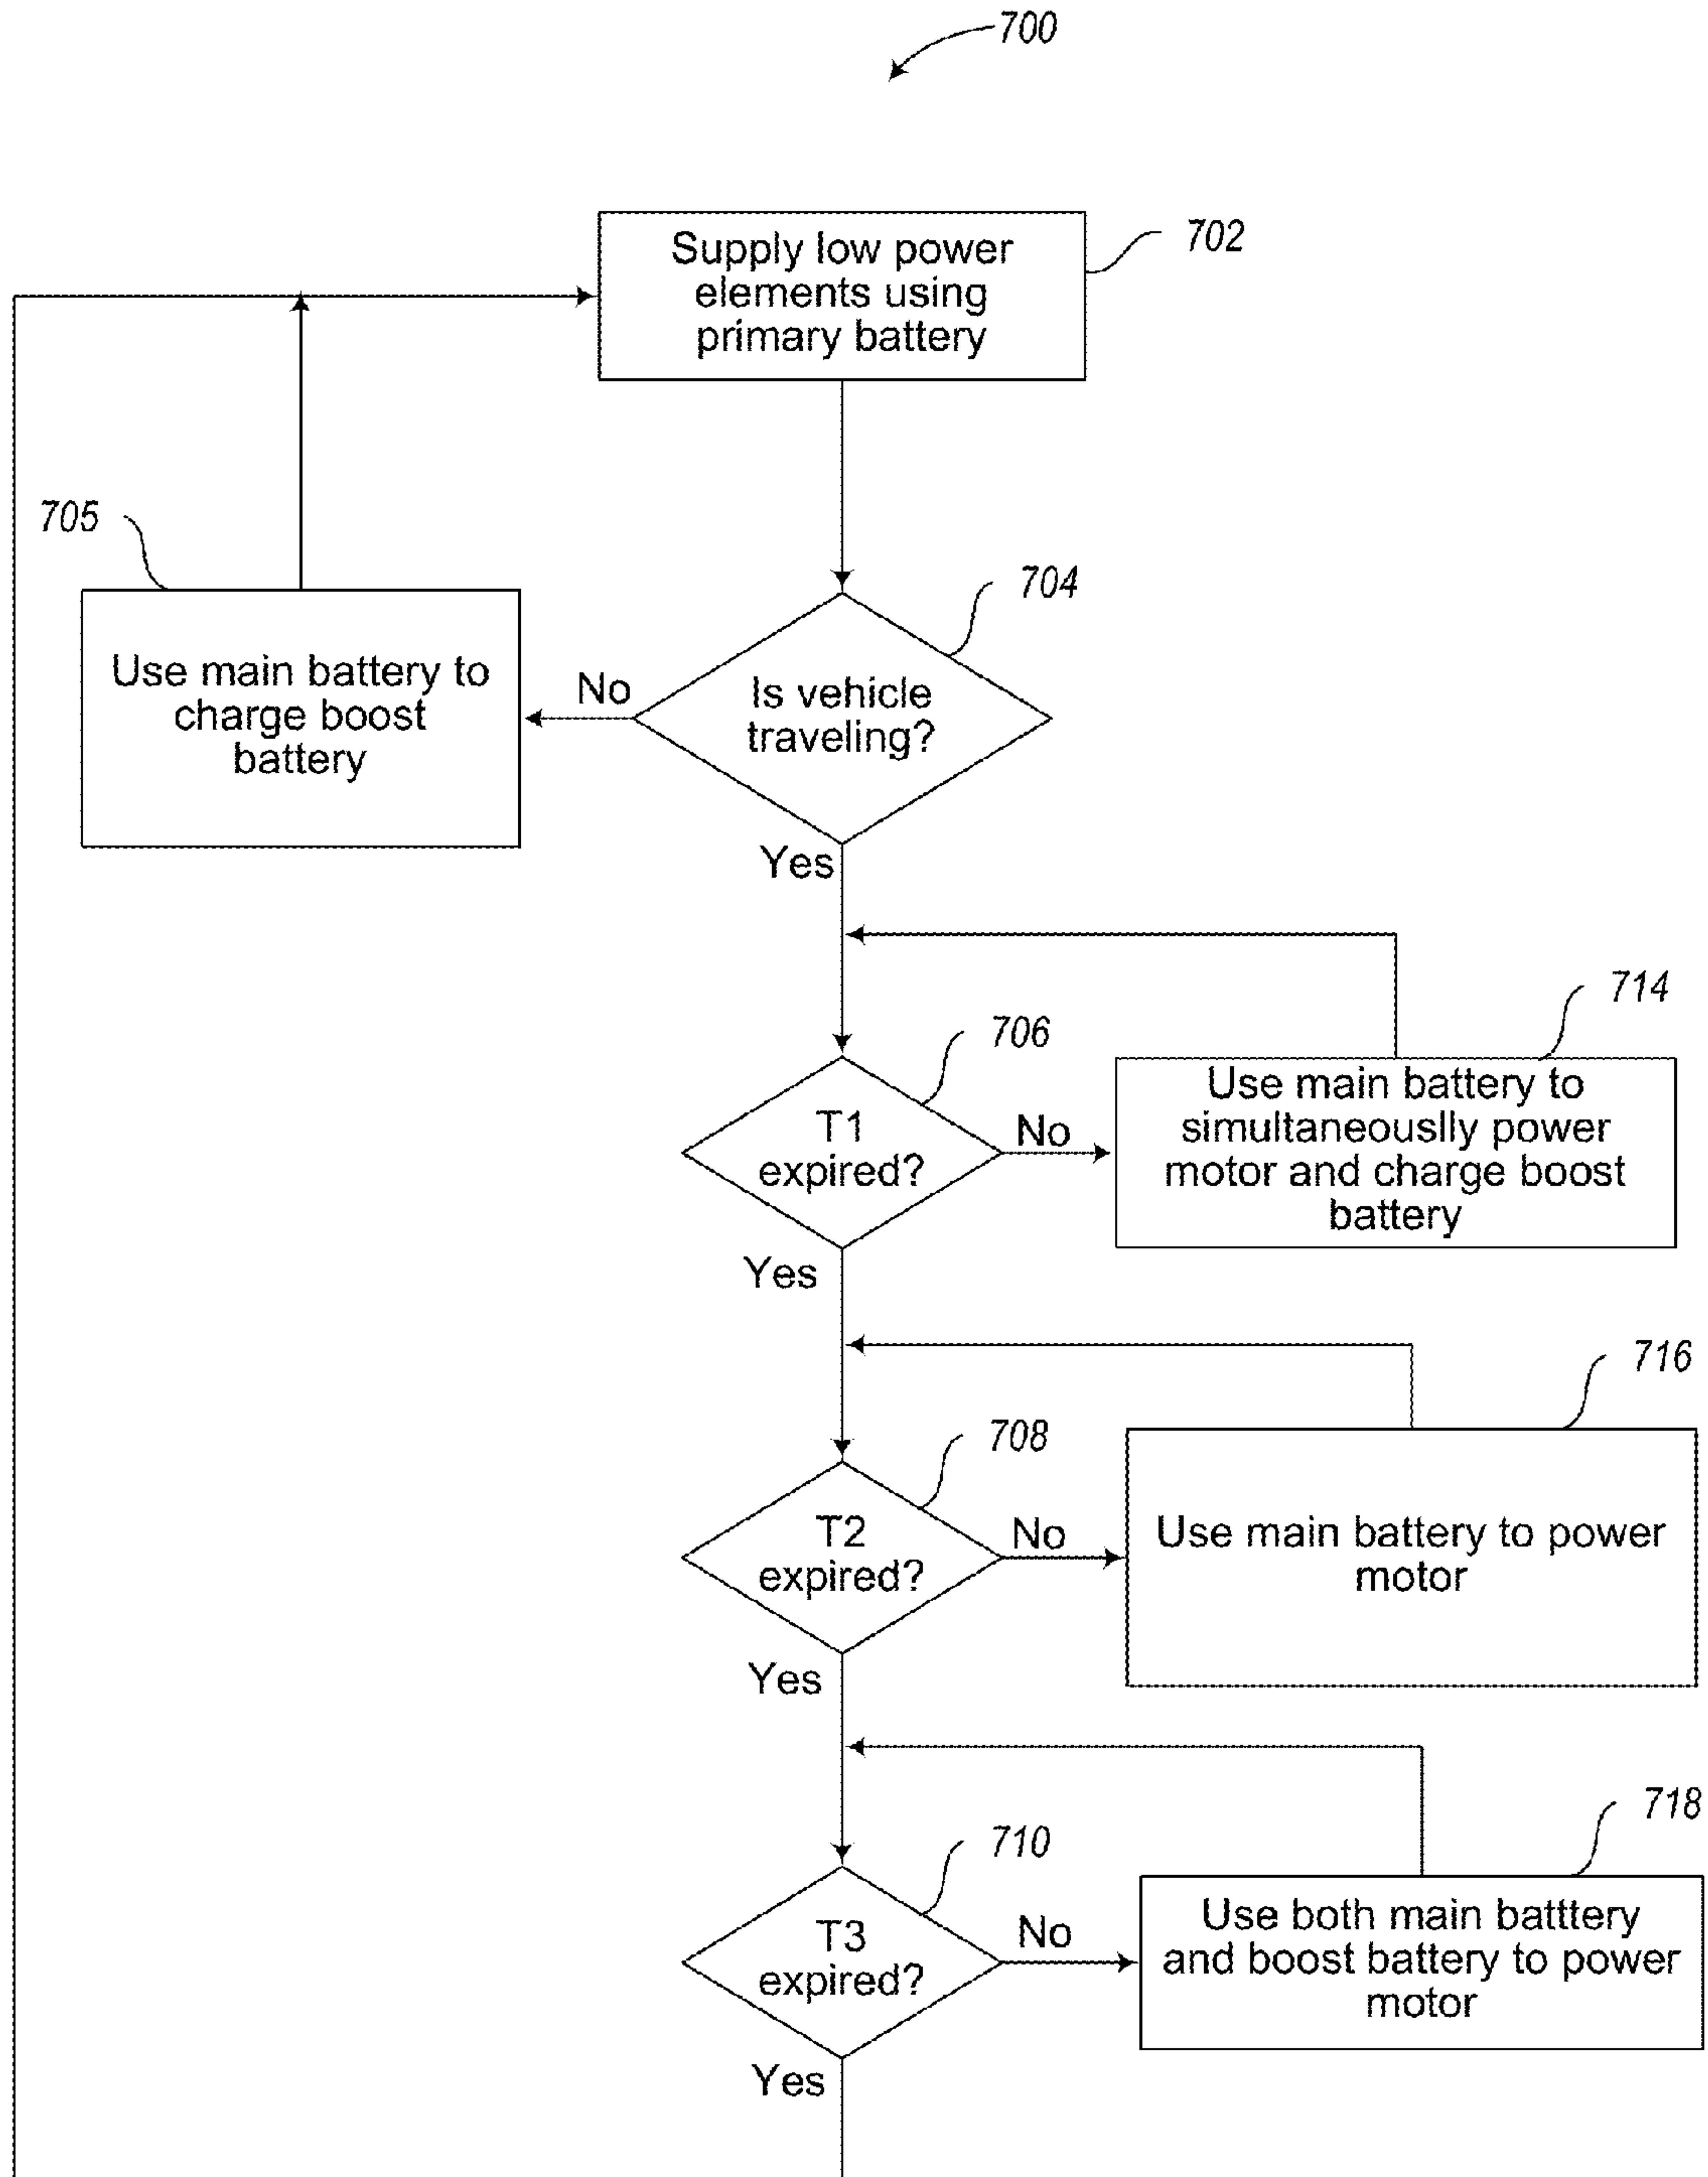 700
Supply low power
elements using
primary battery
702
705
704
Use main battery to
charge boost
battery
No
Is vehicle
traveling?
Yes
714
706
T1
expired?
No
Use main battery to
simultaneouslly power
motor and charge boost
battery
Yes
716
708
T2
expired?
No
Use main battery to power
motor
Yes
718
710
T3
expired?
No
Use both main batttery
and boost battery to power
motor
Yes